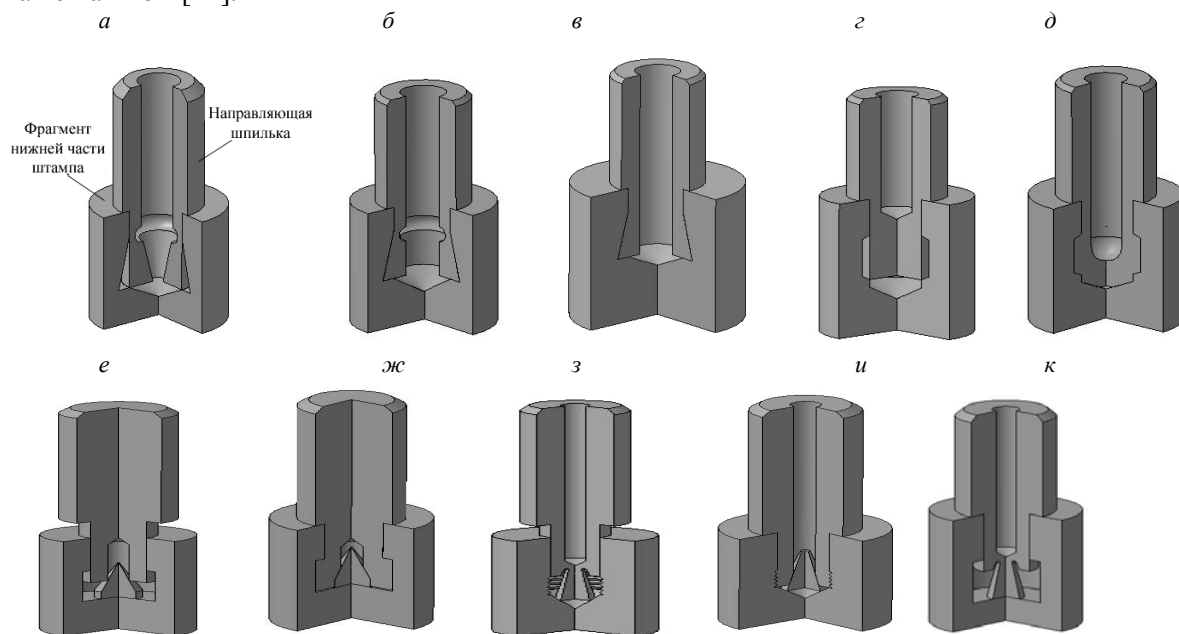 а б в г д
Фрагмент
нижней части
штампа
Направляющая
шпилька
е ж з и к